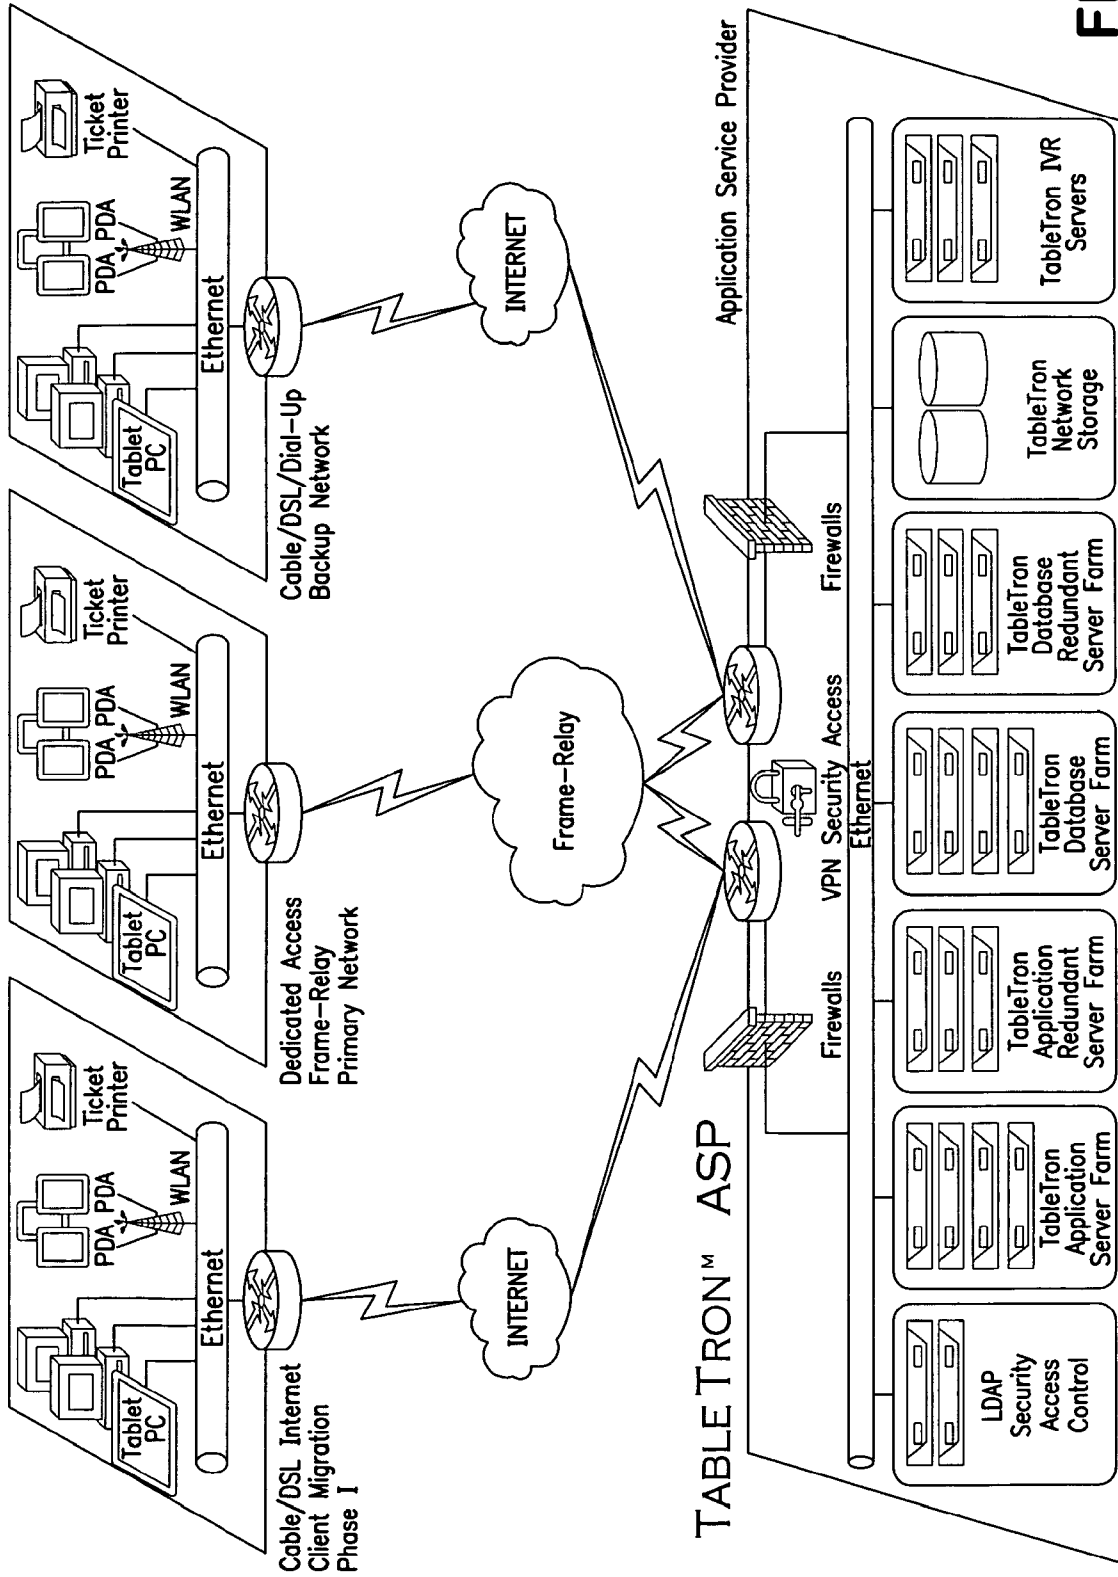 Tablet
PC
PDA
PDA
WLAN
Ticket
Printer
Ethernet
Cable/DSL Internet
Client Migration
Phase I
Tablet
PC
PDA
PDA
WLAN
Ticket
Printer
Ethernet
Dedicated Access
Frame-Relay
Primary Network
Tablet
PC
PDA
PDA
WLAN
Ticket
Printer
Ethernet
Cable/DSL/Dial-Up
Backup Network
INTERNET
Frame-Relay
INTERNET
TABLETRON™ ASP
Application Service Provider
Firewalls
VPN Security Access
Firewalls
Ethernet
LDAP
Security
Access
Control
TableTron
Application
Server Farm
TableTron
Application
Redundant
Server Farm
TableTron
Database
Server Farm
TableTron
Database
Redundant
Server Farm
TableTron
Network
Storage
TableTron IVR
Servers